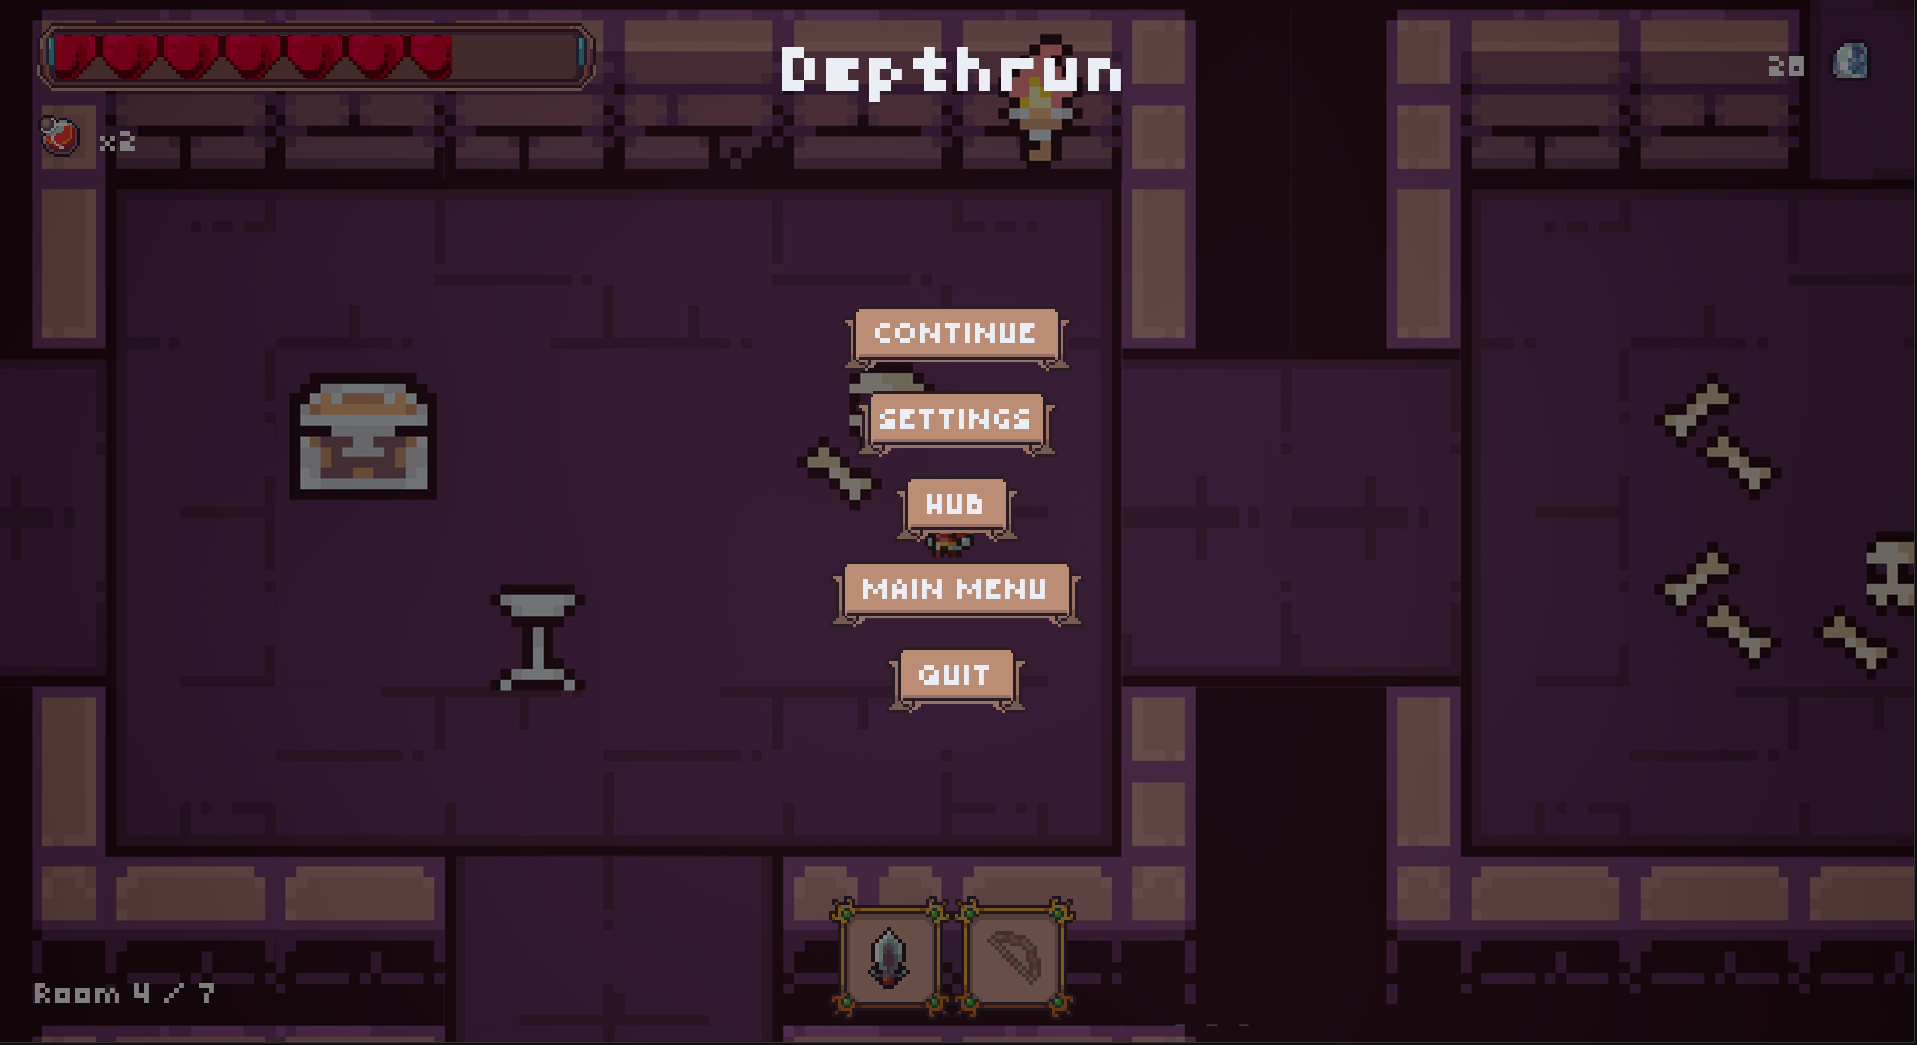 Depthrun
20
x2
CONTINUE
SETTINGS
HUB
MAIN MENU
QUIT
Room 4 / 7